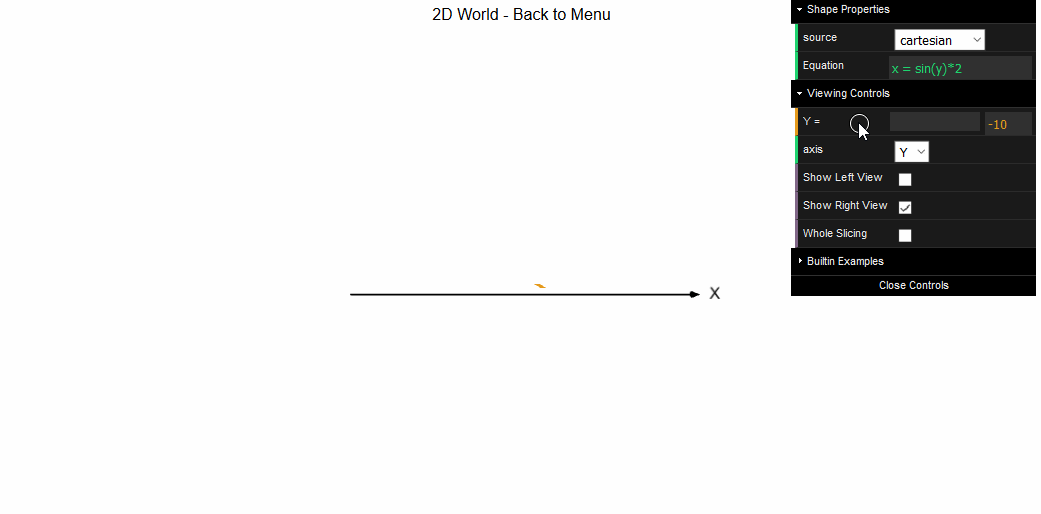 2D World - Back to Menu
Shape Properties
source cartesian
Equation x = sin(y)*2
Viewing Controls
Y = -10
axis Y
Show Left View
Show Right View
Whole Slicing
Builtin Examples
Close Controls
X